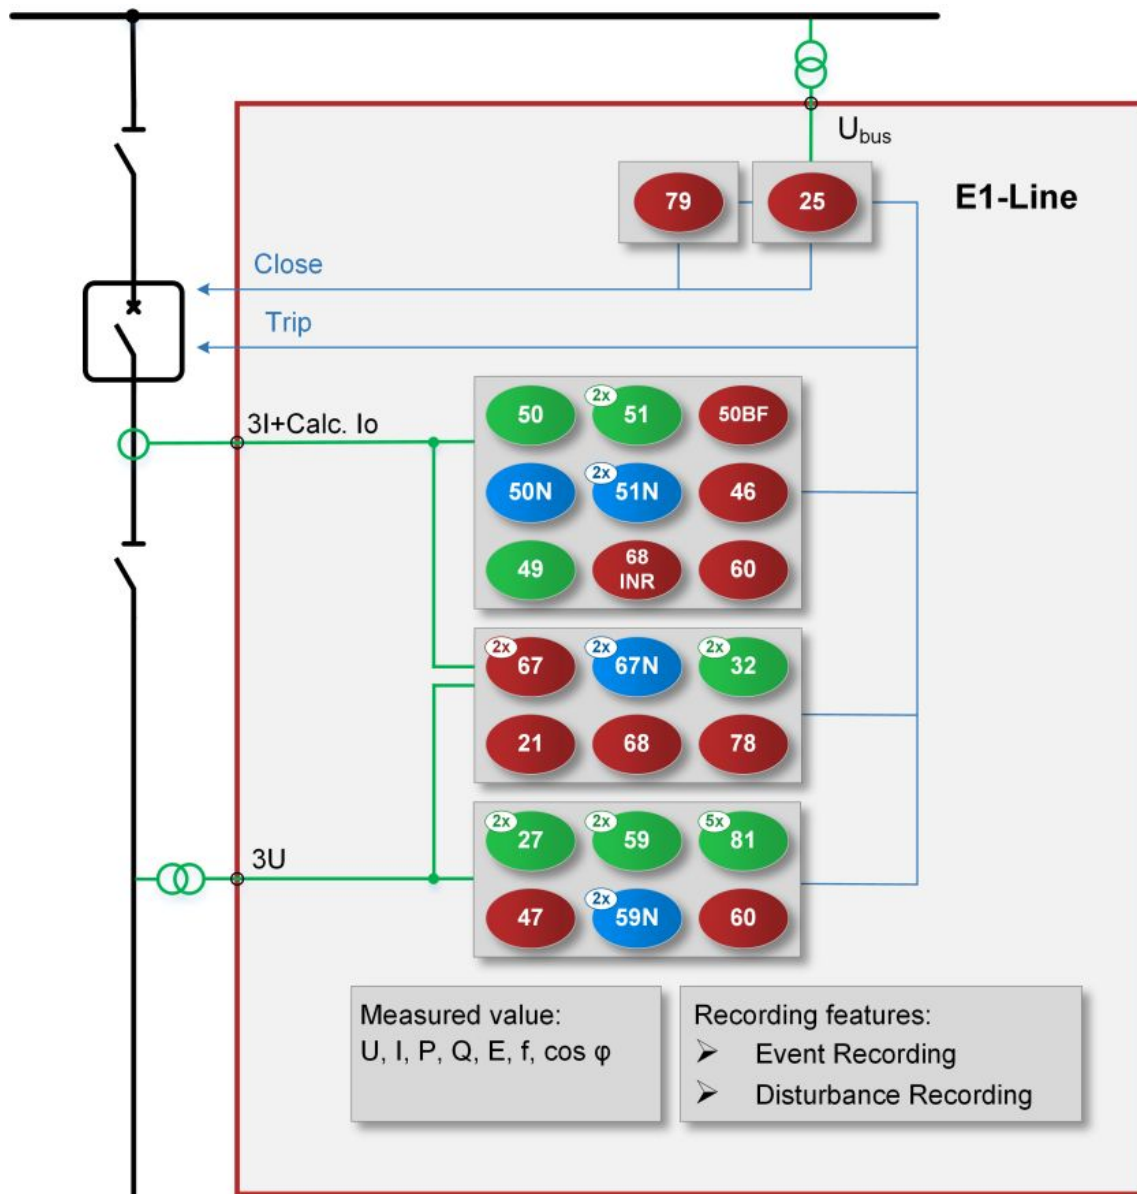 U_bus
79
25
E1-Line
Close
Trip
3I+Calc. Io
50
2x
51
50BF
50N
2x
51N
46
49
68
INR
60
2x
67
2x
67N
2x
32
21
68
78
3U
2x
27
2x
59
5x
81
47
2x
59N
60
Measured value:
U, I, P, Q, E, f, cos φ
Recording features:
➢ Event Recording
➢ Disturbance Recording